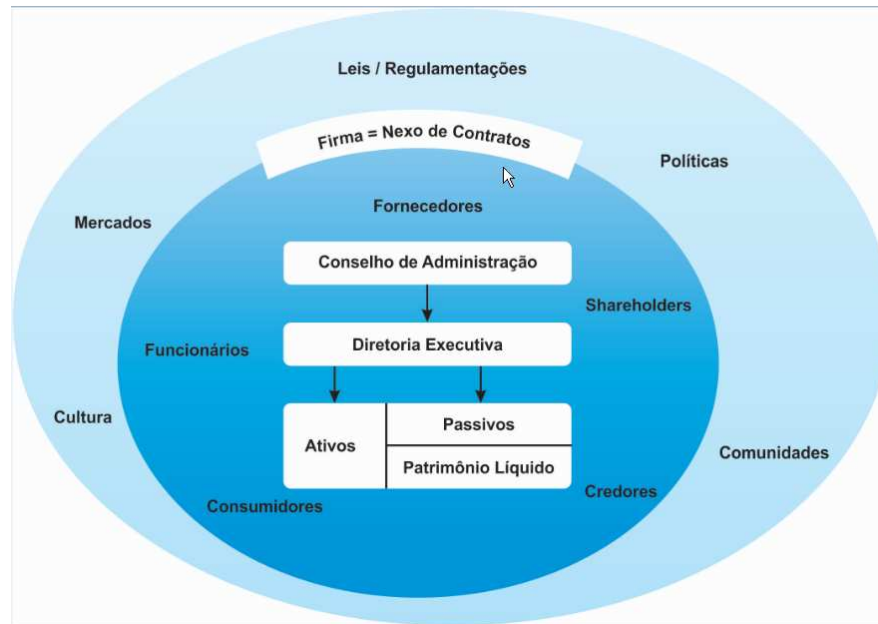 Leis / Regulamentações
Firma = Nexo de Contratos
Políticas
Fornecedores
Mercados
Conselho de Administração
Shareholders
Diretoria Executiva
Funcionários
Cultura
Passivos
Ativos
Patrimônio Líquido
Comunidades
Credores
Consumidores